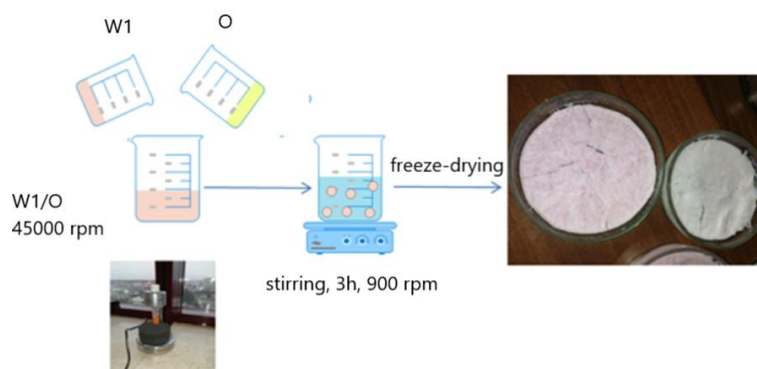 W1
O
W1/O
45000 rpm
stirring, 3h, 900 rpm
freeze-drying